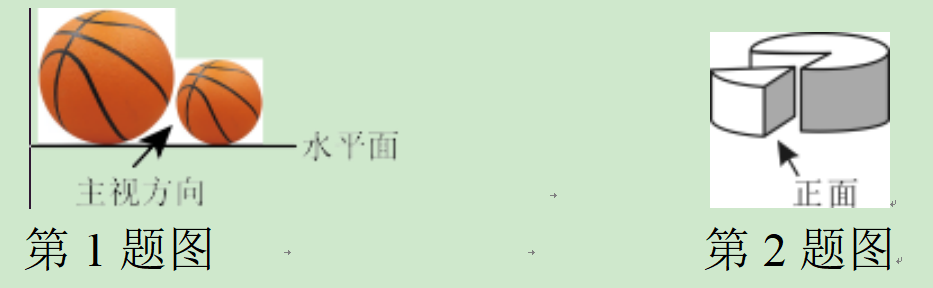 水平面
主视方向
正面
第1题图
第2题图